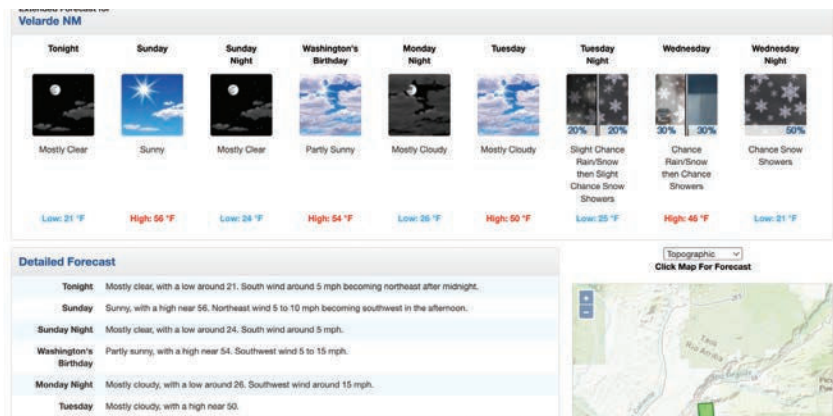 Extended Forecast for
Velarde NM
Tonight
Sunday
Sunday
Night
Washington's
Birthday
Monday
Night
Tuesday
Tuesday
Night
Wednesday
Wednesday
Night
20% 20%
30% 30%
50%
Mostly Clear
Sunny
Mostly Clear
Partly Sunny
Mostly Cloudy
Mostly Cloudy
Slight Chance
Rain/Snow
then Slight
Chance Snow
Showers
Chance
Rain/Snow
then Chance
Showers
Chance Snow
Showers
Low: 21 °F
High: 56 °F
Low: 24 °F
High: 54 °F
Low: 26 °F
High: 50 °F
Low: 25 °F
High: 46 °F
Low: 21 °F
Detailed Forecast
Tonight Mostly clear, with a low around 21. South wind around 5 mph becoming northeast after midnight.
Sunday Sunny, with a high near 56. Northeast wind 5 to 10 mph becoming southwest in the afternoon.
Sunday Night Mostly clear, with a low around 24. South wind around 5 mph.
Washington's
Birthday
Partly sunny, with a high near 54. Southwest wind 5 to 15 mph.
Monday Night Mostly cloudy, with a low around 26. Southwest wind around 15 mph.
Tuesday Mostly cloudy, with a high near 50.
Topographic
Click Map For Forecast
+
−
Taos
Rio Arriba